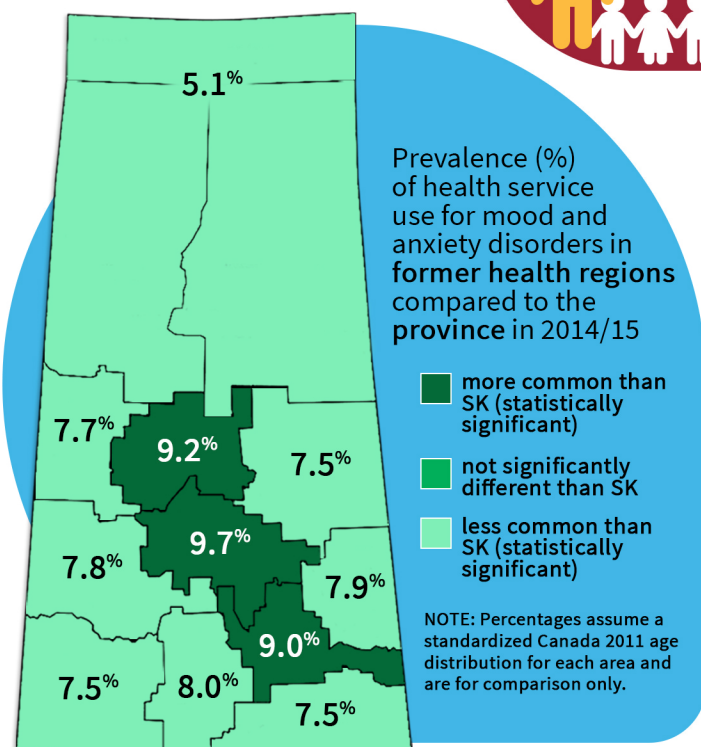 5.1%
Prevalence (%)
of health service
use for mood and
anxiety disorders in
former health regions
compared to the
province in 2014/15
more common than
SK (statistically
significant)
not significantly
different than SK
less common than
SK (statistically
significant)
NOTE: Percentages assume a
standardized Canada 2011 age
distribution for each area and
are for comparison only.
7.7%
9.2%
7.5%
9.7%
7.8%
7.9%
9.0%
7.5%
8.0%
7.5%